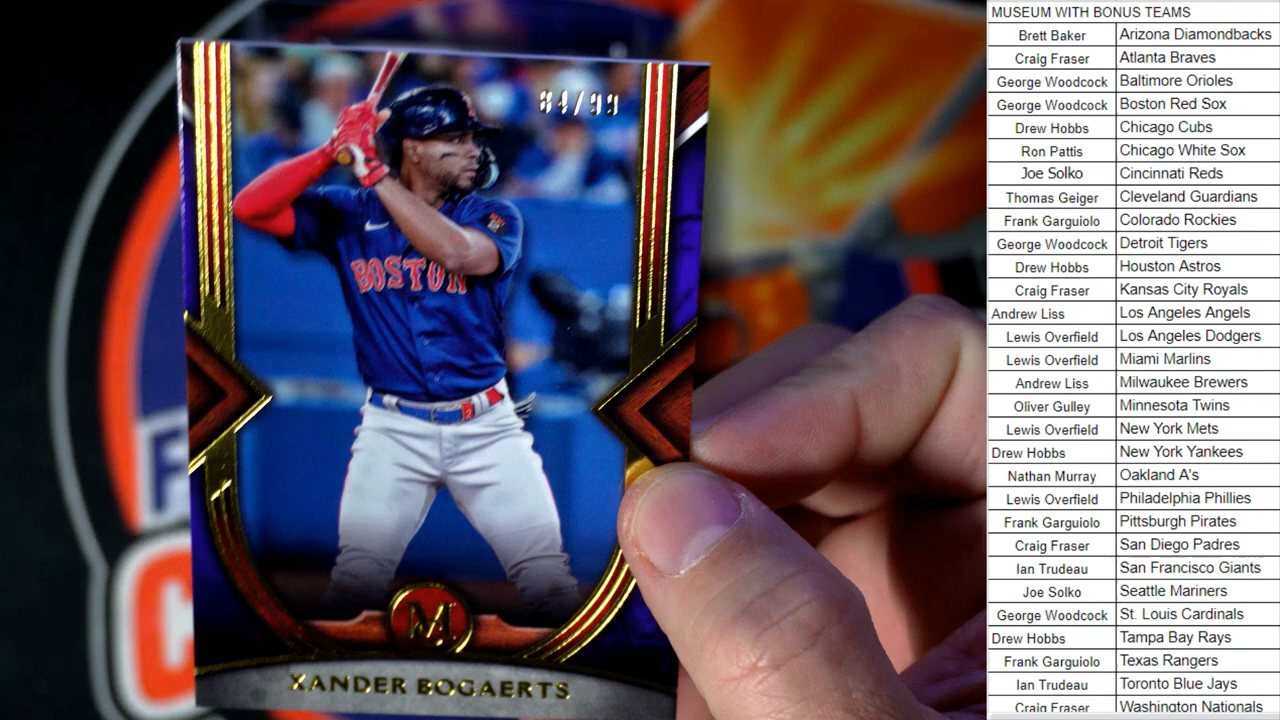 84/99
BOSTON
M
XANDER BOGAERTS
MUSEUM WITH BONUS TEAMS
Brett Baker Arizona Diamondbacks
Craig Fraser Atlanta Braves
George Woodcock Baltimore Orioles
George Woodcock Boston Red Sox
Drew Hobbs Chicago Cubs
Ron Pattis Chicago White Sox
Joe Solko Cincinnati Reds
Thomas Geiger Cleveland Guardians
Frank Garguiolo Colorado Rockies
George Woodcock Detroit Tigers
Drew Hobbs Houston Astros
Craig Fraser Kansas City Royals
Andrew Liss Los Angeles Angels
Lewis Overfield Los Angeles Dodgers
Lewis Overfield Miami Marlins
Andrew Liss Milwaukee Brewers
Oliver Gulley Minnesota Twins
Lewis Overfield New York Mets
Drew Hobbs New York Yankees
Nathan Murray Oakland A's
Lewis Overfield Philadelphia Phillies
Frank Garguiolo Pittsburgh Pirates
Craig Fraser San Diego Padres
Ian Trudeau San Francisco Giants
Joe Solko Seattle Mariners
George Woodcock St. Louis Cardinals
Drew Hobbs Tampa Bay Rays
Frank Garguiolo Texas Rangers
Ian Trudeau Toronto Blue Jays
Craig Fraser Washington Nationals